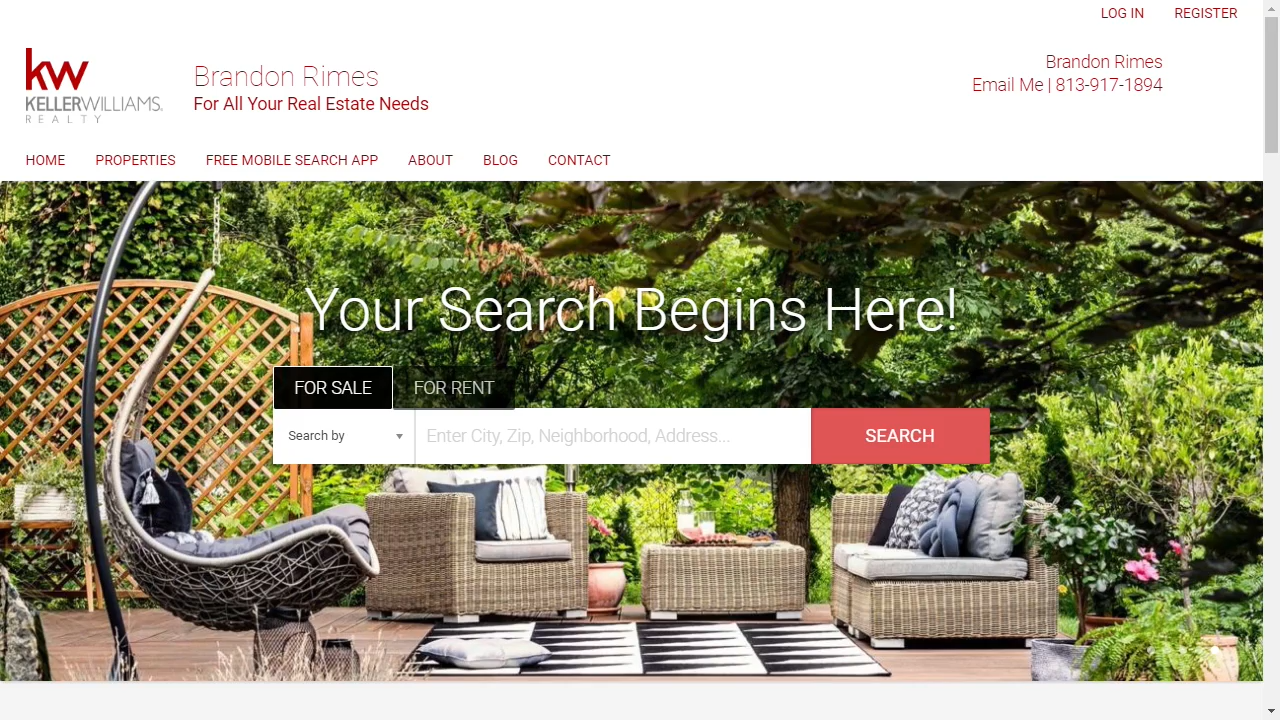 LOG IN REGISTER
kw
KELLERWILLIAMS.
REALTY
Brandon Rimes
For All Your Real Estate Needs
Brandon Rimes
Email Me | 813-917-1894
HOME PROPERTIES FREE MOBILE SEARCH APP ABOUT BLOG CONTACT
Your Search Begins Here!
FOR SALE FOR RENT
Search by Enter City, Zip, Neighborhood, Address... SEARCH